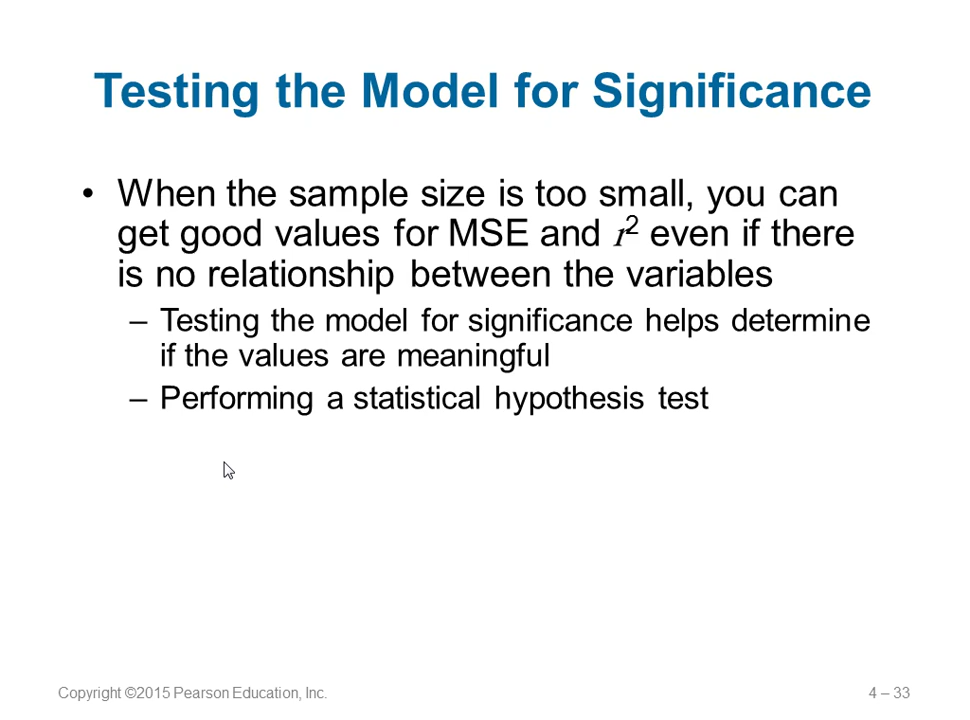 Testing the Model for Significance
• When the sample size is too small, you can
get good values for MSE and r² even if there
is no relationship between the variables
– Testing the model for significance helps determine
if the values are meaningful
– Performing a statistical hypothesis test
Copyright ©2015 Pearson Education, Inc.
4 – 33